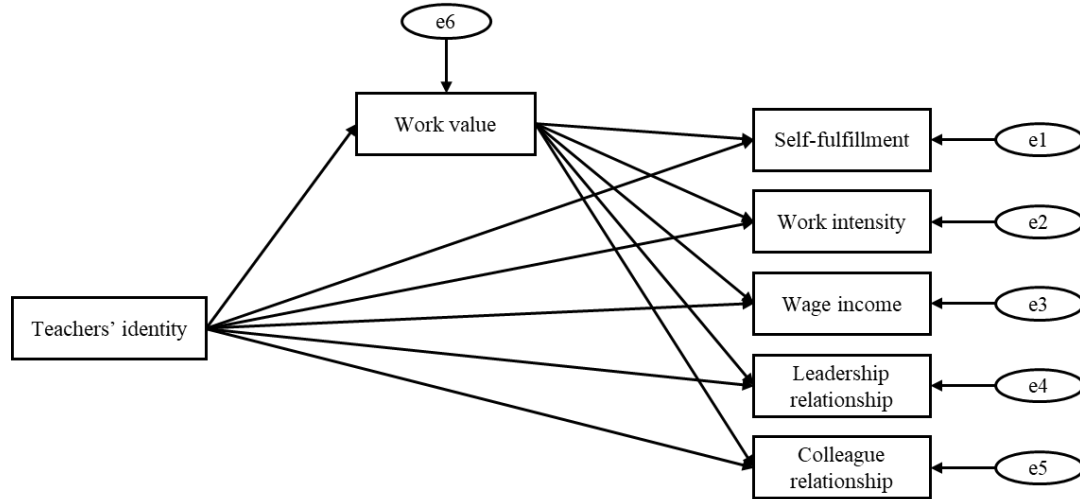 e6
Work value
Self-fulfillment
e1
Work intensity
e2
Teachers’ identity
Wage income
e3
Leadership
relationship
e4
Colleague
relationship
e5